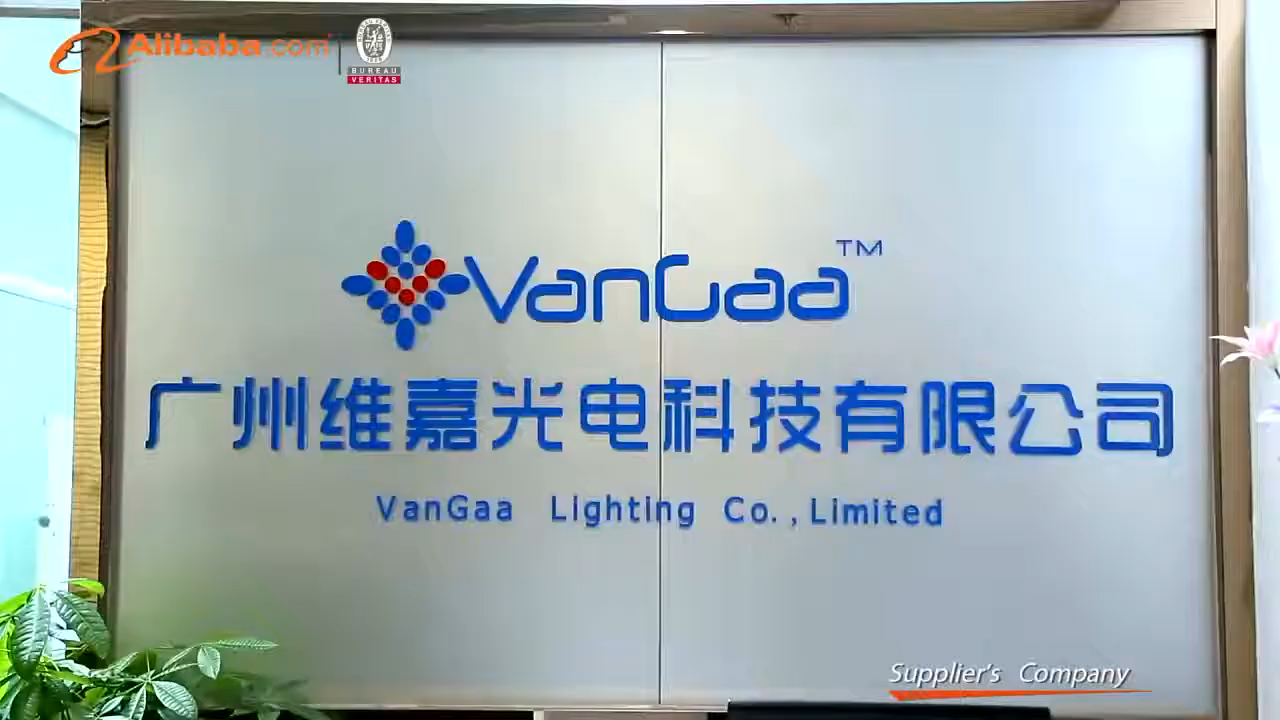 Alibaba.com
BUREAU
VERITAS
VanGaa™
广州维嘉光电科技有限公司
VanGaa Lighting Co.,Limited
Supplier's Company